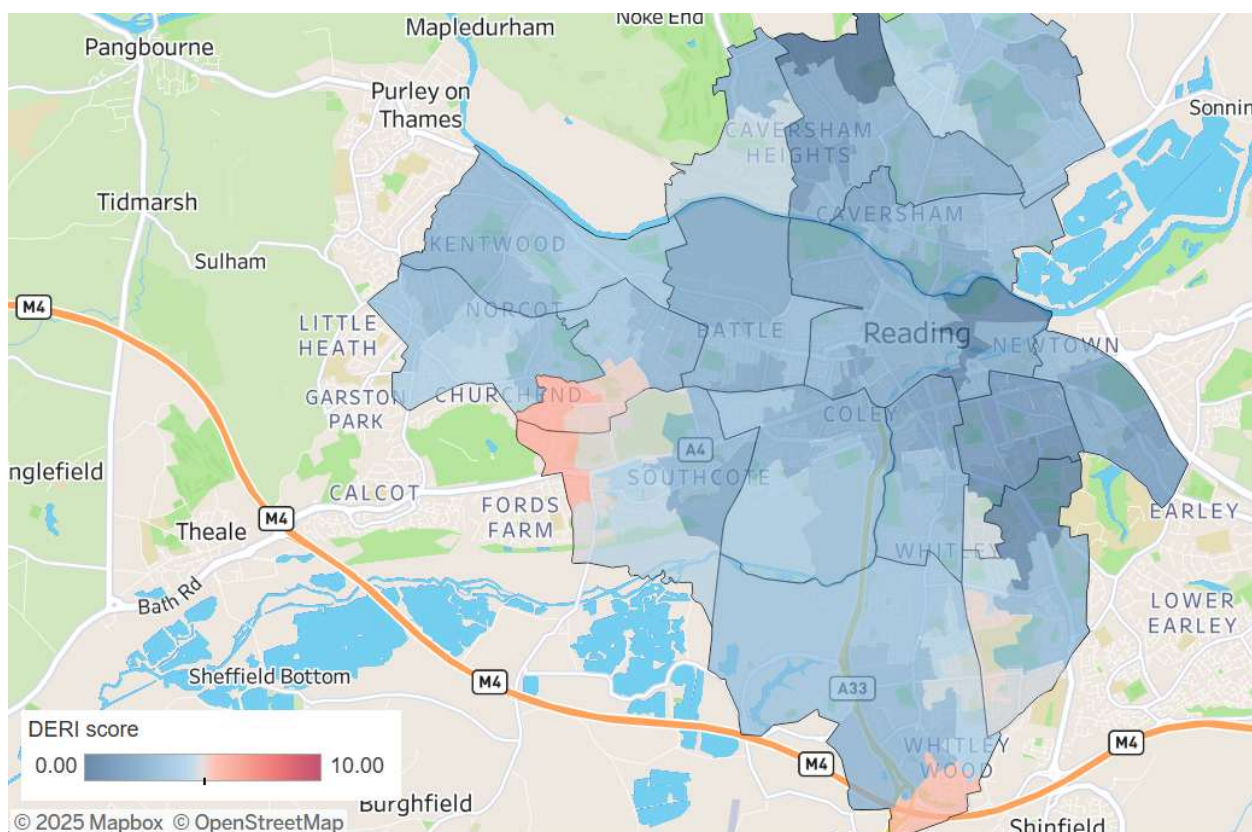 Noke End
Mapledurham
Pangbourne
Purley on
Thames
Sonnin
CAVERSHAM
HEIGHTS
Tidmarsh
CAVERSHAM
KENTWOOD
Sulham
M4
NORCOT
LITTLE
HEATH
BATTLE
Reading
NEWTOWN
GARSTON
PARK
CHURCHEND
COLEY
A4
nglefield
SOUTHCOTE
CALCOT
FORDS
FARM
EARLEY
M4
Theale
WHITLEY
Bath Rd
LOWER
EARLEY
Sheffield Bottom
M4
A33
DERI score
0.00
10.00
WHITLEY
WOOD
M4
M4
Burghfield
Shinfield
© 2025 Mapbox © OpenStreetMap